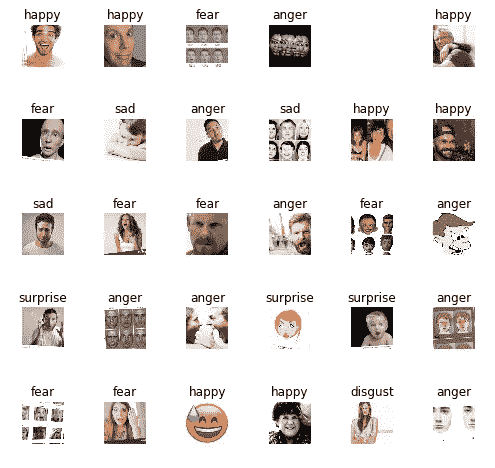 happy happy fear anger happy
fear sad anger sad happy happy
sad fear fear anger fear anger
surprise anger anger surprise surprise anger
fear fear happy happy disgust anger